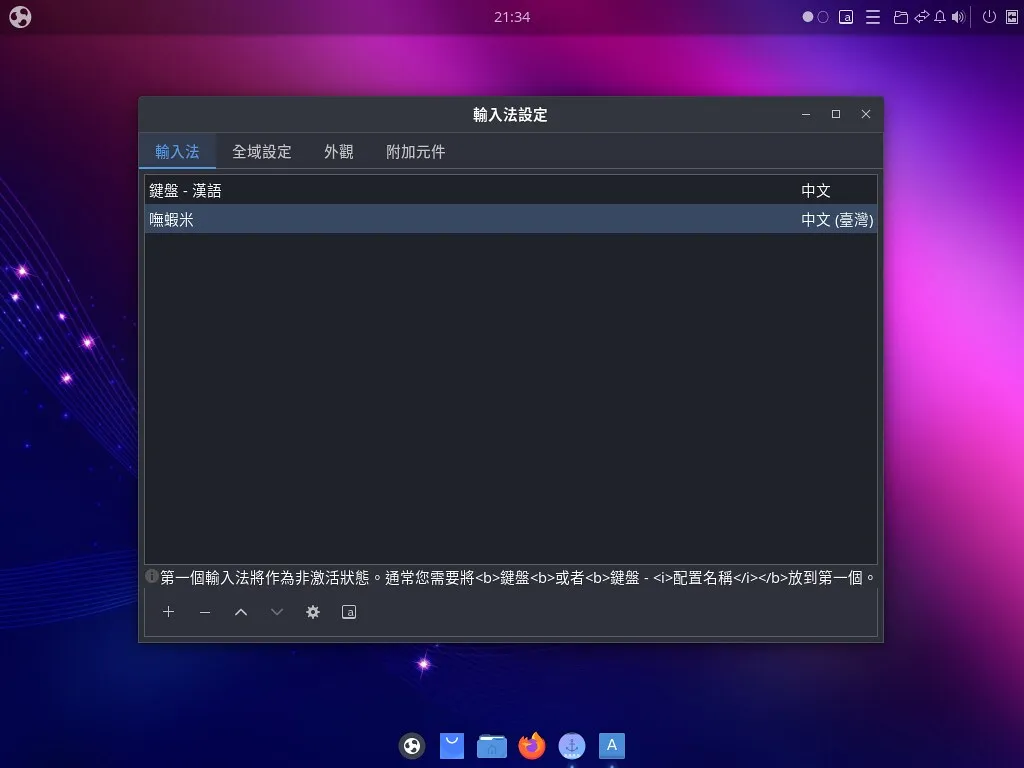 21:34
a
輸入法設定
輸入法 全域設定 外觀 附加元件
鍵盤 - 漢語 中文
嘸蝦米 中文 (臺灣)
第一個輸入法將作為非激活狀態。通常您需要將<b>鍵盤<b>或者<b>鍵盤 - <i>配置名稱</i></b>放到第一個。
a
A